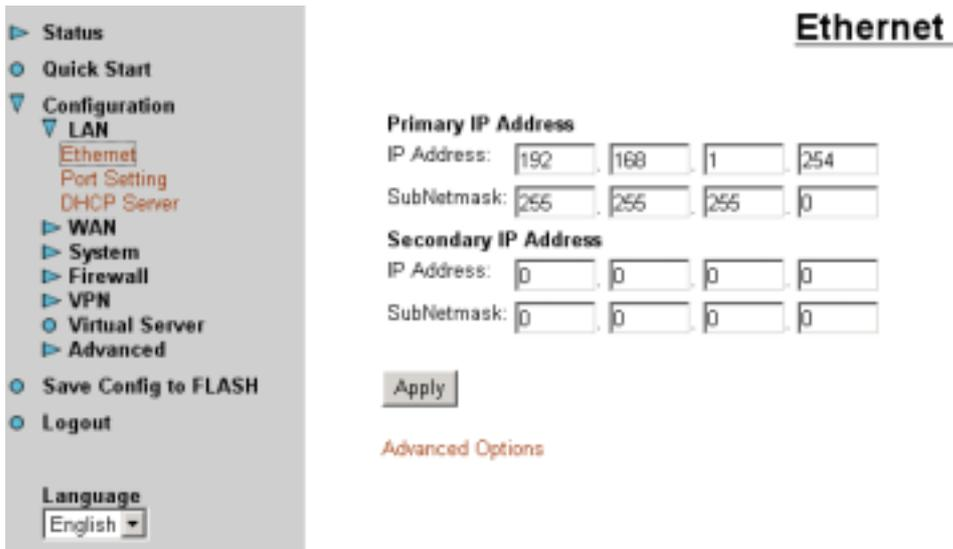 Status
Quick Start
Configuration
LAN
Ethernet
Port Setting
DHCP Server
WAN
System
Firewall
VPN
Virtual Server
Advanced
Save Config to FLASH
Logout
Language
English
Ethernet
Primary IP Address
IP Address: 192 . 168 . 1 . 254
SubNetmask: 255 . 255 . 255 . 0
Secondary IP Address
IP Address: 0 . 0 . 0 . 0
SubNetmask: 0 . 0 . 0 . 0
Apply
Advanced Options